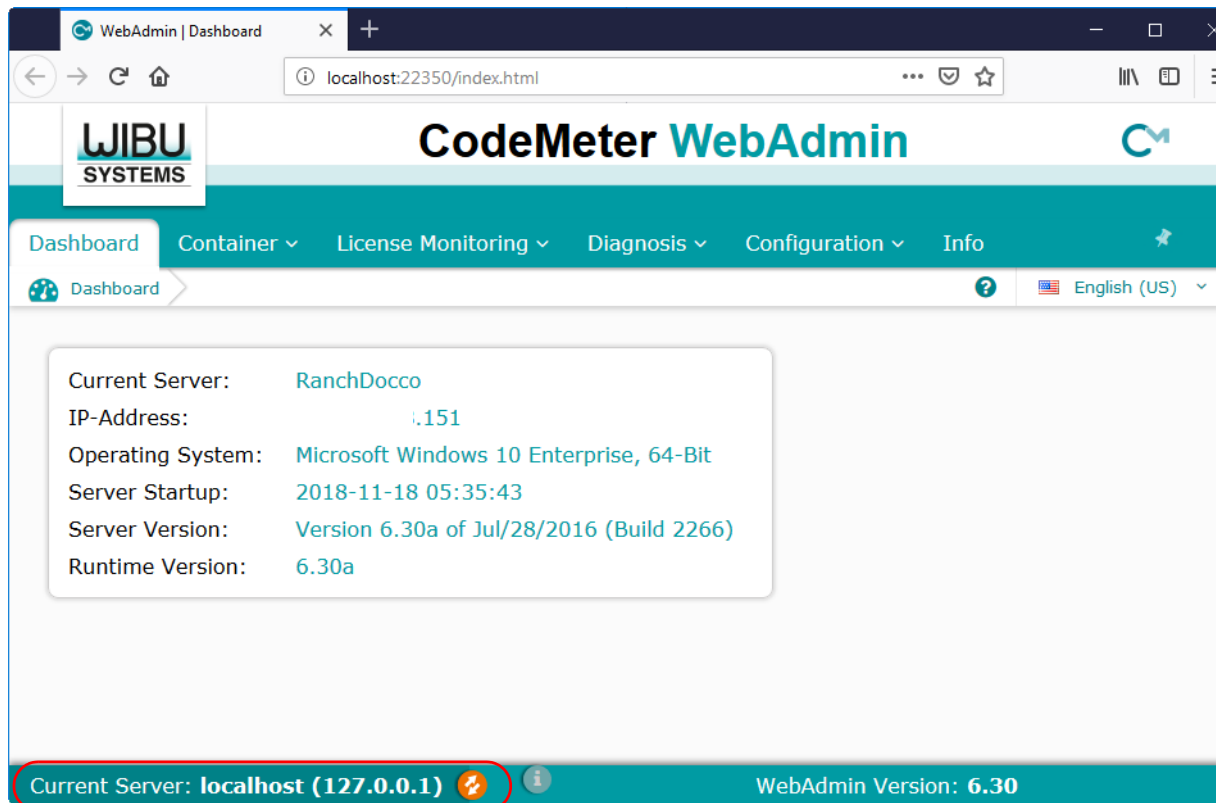 WebAdmin | Dashboard
localhost:22350/index.html
WIBU
SYSTEMS
CodeMeter WebAdmin
Dashboard Container License Monitoring Diagnosis Configuration Info
Dashboard English (US)
Current Server: RanchDocco
IP-Address: .151
Operating System: Microsoft Windows 10 Enterprise, 64-Bit
Server Startup: 2018-11-18 05:35:43
Server Version: Version 6.30a of Jul/28/2016 (Build 2266)
Runtime Version: 6.30a
Current Server: localhost (127.0.0.1) WebAdmin Version: 6.30